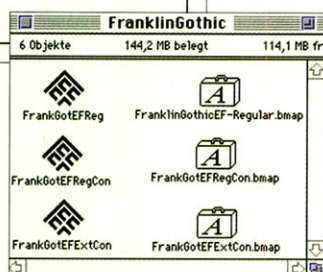 FranklinGothic
6 Objekte 144,2 MB belegt 114,1 MB fr
FrankGotEFReg FranklinGothicEF-Regular.bmap
FrankGotEFRegCon FrankGotEFRegCon.bmap
FrankGotEFExtCon FrankGotEFExtCon.bmap